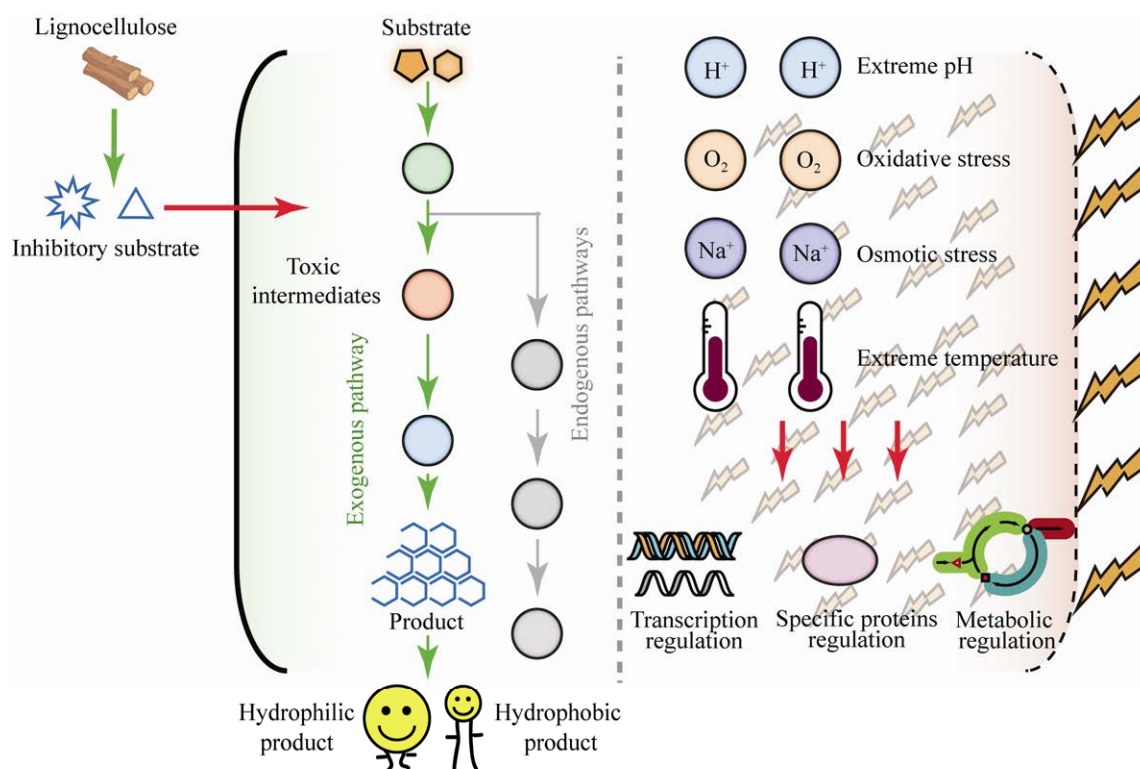 Lignocellulose
Inhibitory substrate
Substrate
Toxic
intermediates
Exogenous pathway
Endogenous pathways
Product
Hydrophilic
product
Hydrophobic
product
H⁺
H⁺
Extreme pH
O₂
O₂
Oxidative stress
Na⁺
Na⁺
Osmotic stress
Extreme temperature
Transcription
regulation
Specific proteins
regulation
Metabolic
regulation